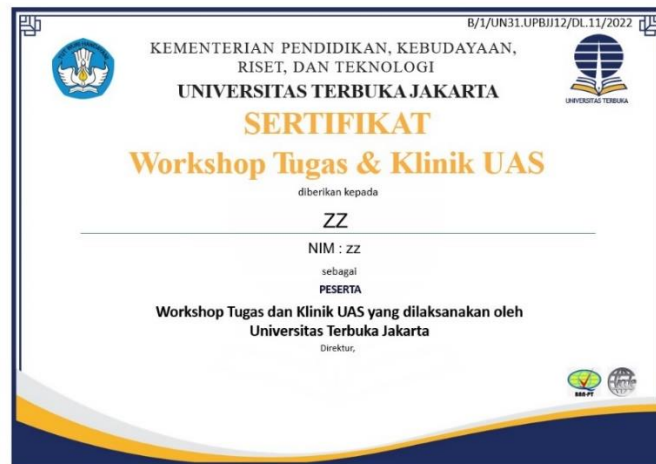 B/1/UN31.UPBJJ12/DL.11/2022
KEMENTERIAN PENDIDIKAN, KEBUDAYAAN,
RISET, DAN TEKNOLOGI
UNIVERSITAS TERBUKA JAKARTA
UNIVERSITAS TERBUKA
SERTIFIKAT
Workshop Tugas & Klinik UAS
diberikan kepada
ZZ
NIM : zz
sebagai
PESERTA
Workshop Tugas dan Klinik UAS yang dilaksanakan oleh
Universitas Terbuka Jakarta
Direktur,
BAN-PT